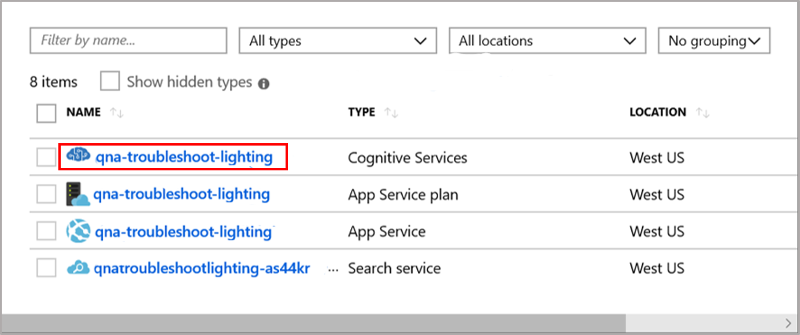 Filter by name... All types All locations No grouping
8 items Show hidden types
NAME TYPE LOCATION
qna-troubleshoot-lighting Cognitive Services West US
qna-troubleshoot-lighting App Service plan West US
qna-troubleshoot-lighting App Service West US
qnatroubleshootlighting-as44kr ... Search service West US